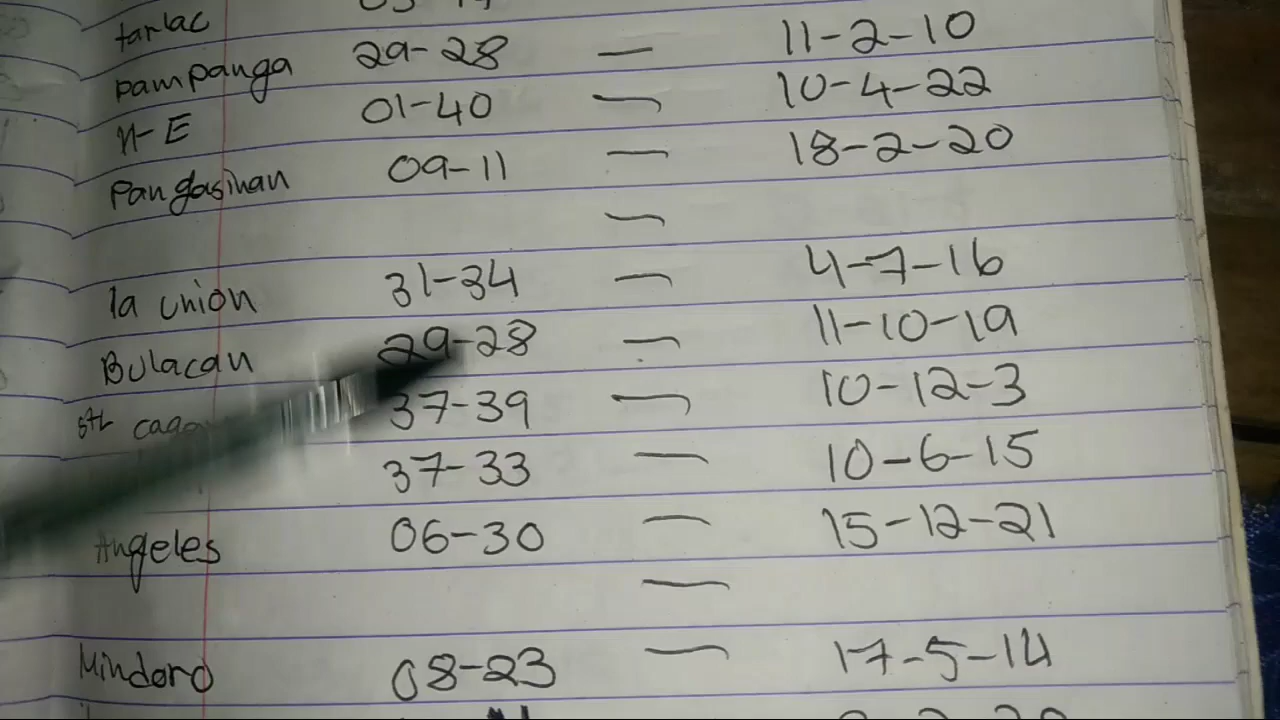 tarlac
pampanga 29-28 — 11-2-10
N-E 01-40 — 10-4-22
Pangasinan 09-11 — 18-2-20
—
la union 31-34 — 4-7-16
Bulacan 29-28 — 11-10-19
37-39 — 10-12-3
37-33 — 10-6-15
Angeles 06-30 — 15-12-21
—
Mindoro 08-23 — 17-5-14